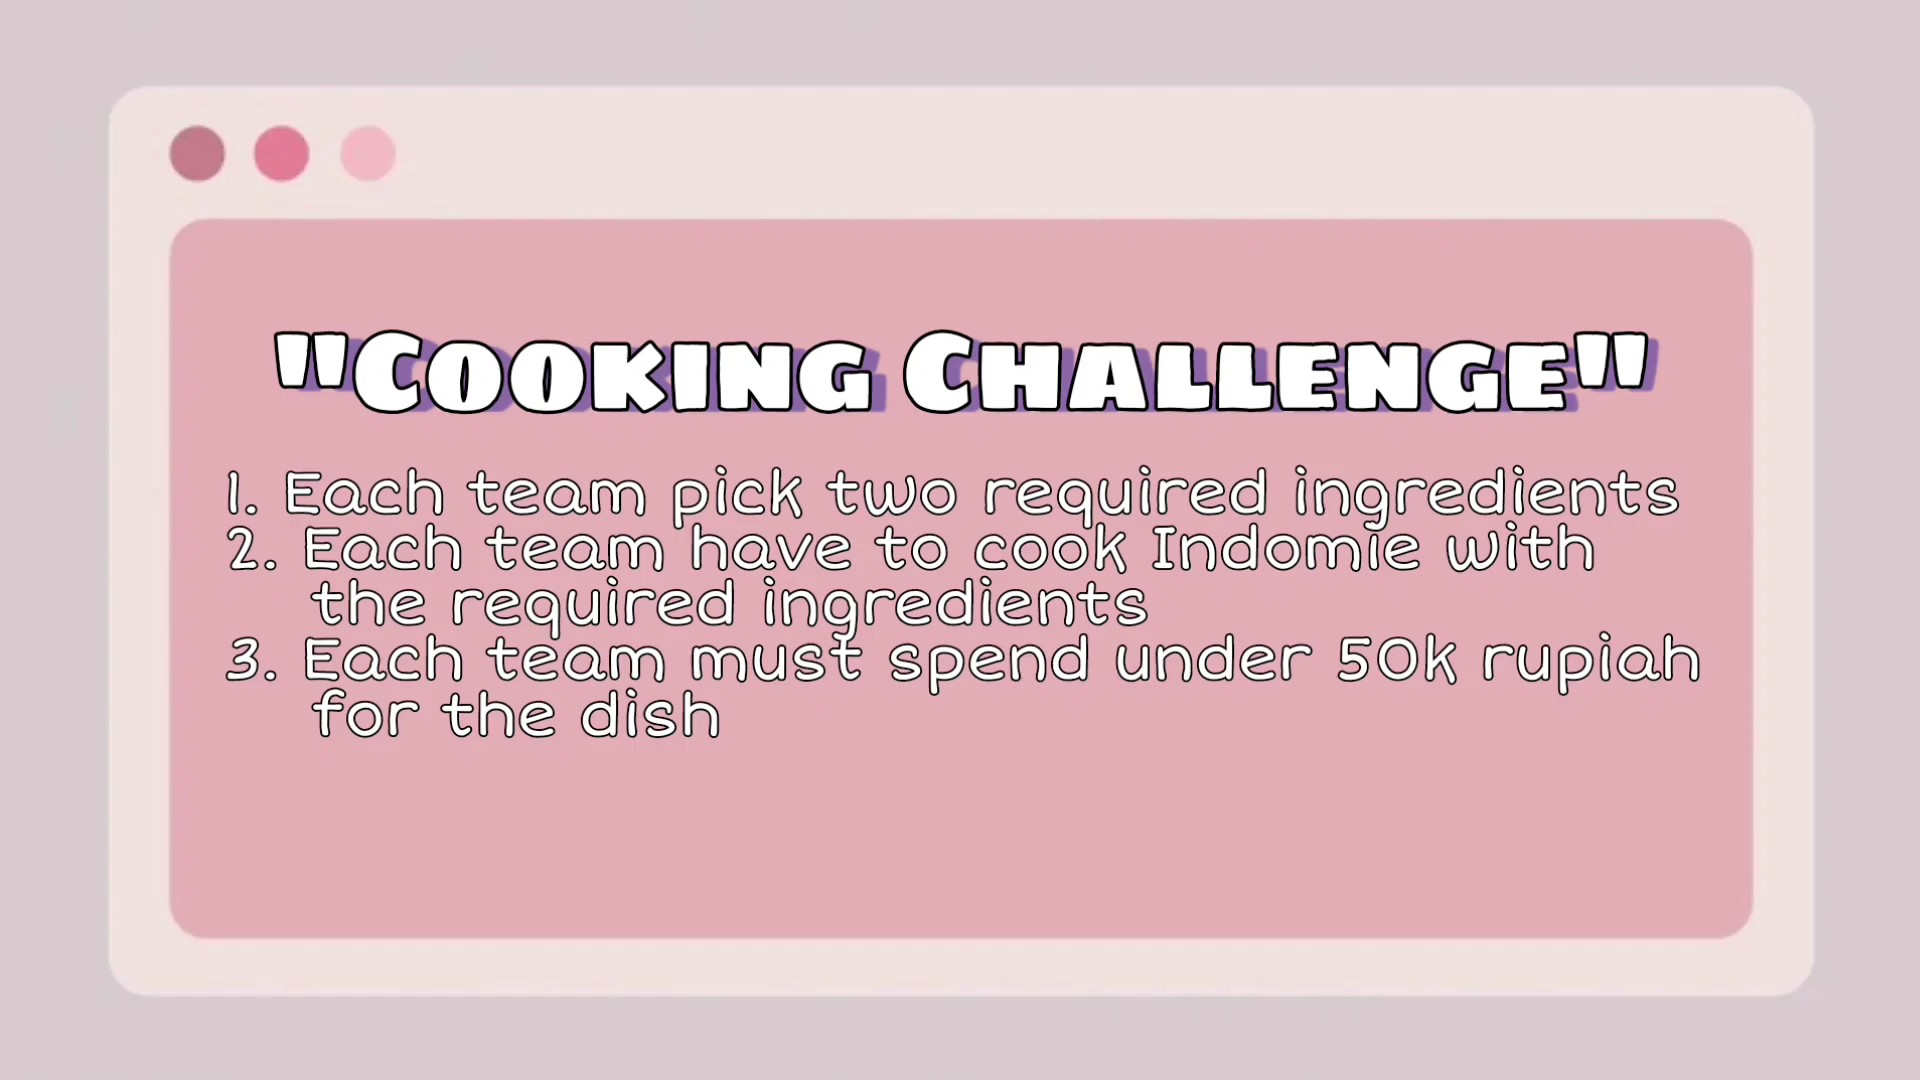 "Cooking Challenge"
1. Each team pick two required ingredients
2. Each team have to cook Indomie with
the required ingredients
3. Each team must spend under 50k rupiah
for the dish